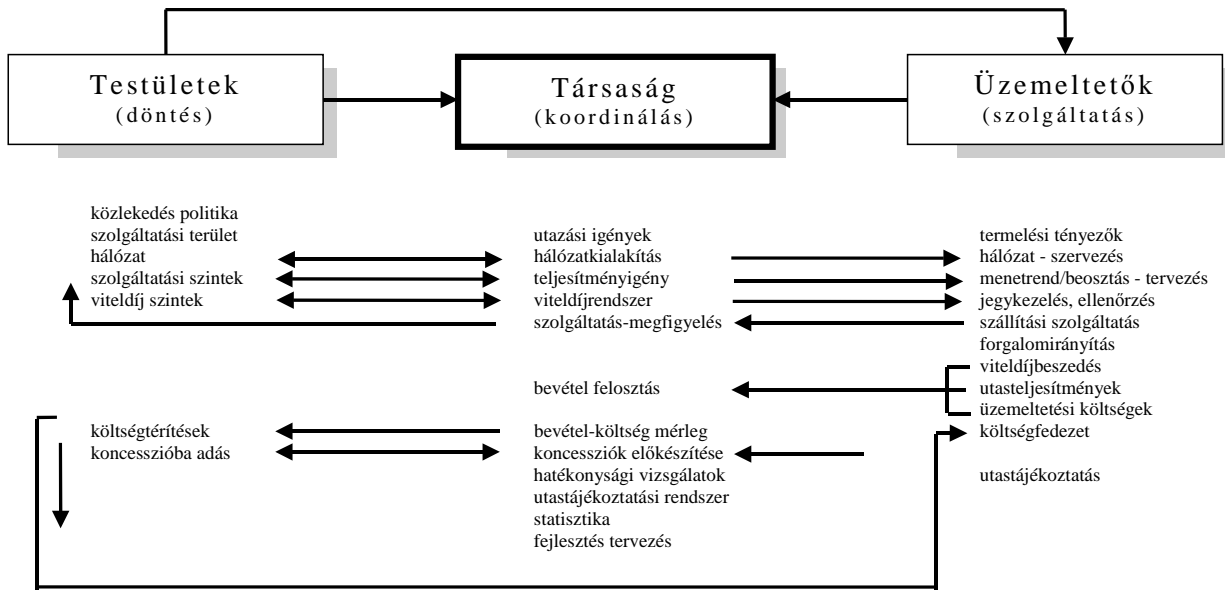 Testületek
(döntés)
Társaság
(koordinálás)
Üzemeltetők
(szolgáltatás)
közlekedés politika
szolgáltatási terület
hálózat
szolgáltatási szintek
viteldíj szintek
költségtérítések
koncesszióba adás
utazási igények
hálózatkialakítás
teljesítményigény
viteldíjrendszer
szolgáltatás-megfigyelés
bevétel felosztás
bevétel-költség mérleg
koncessziók előkészítése
hatékonysági vizsgálatok
utastájékoztatási rendszer
statisztika
fejlesztés tervezés
termelési tényezők
hálózat - szervezés
menetrend/beosztás - tervezés
jegykezelés, ellenőrzés
szállítási szolgáltatás
forgalomirányítás
viteldíjbeszedés
utasteljesítmények
üzemeltetési költségek
költségfedezet
utastájékoztatás